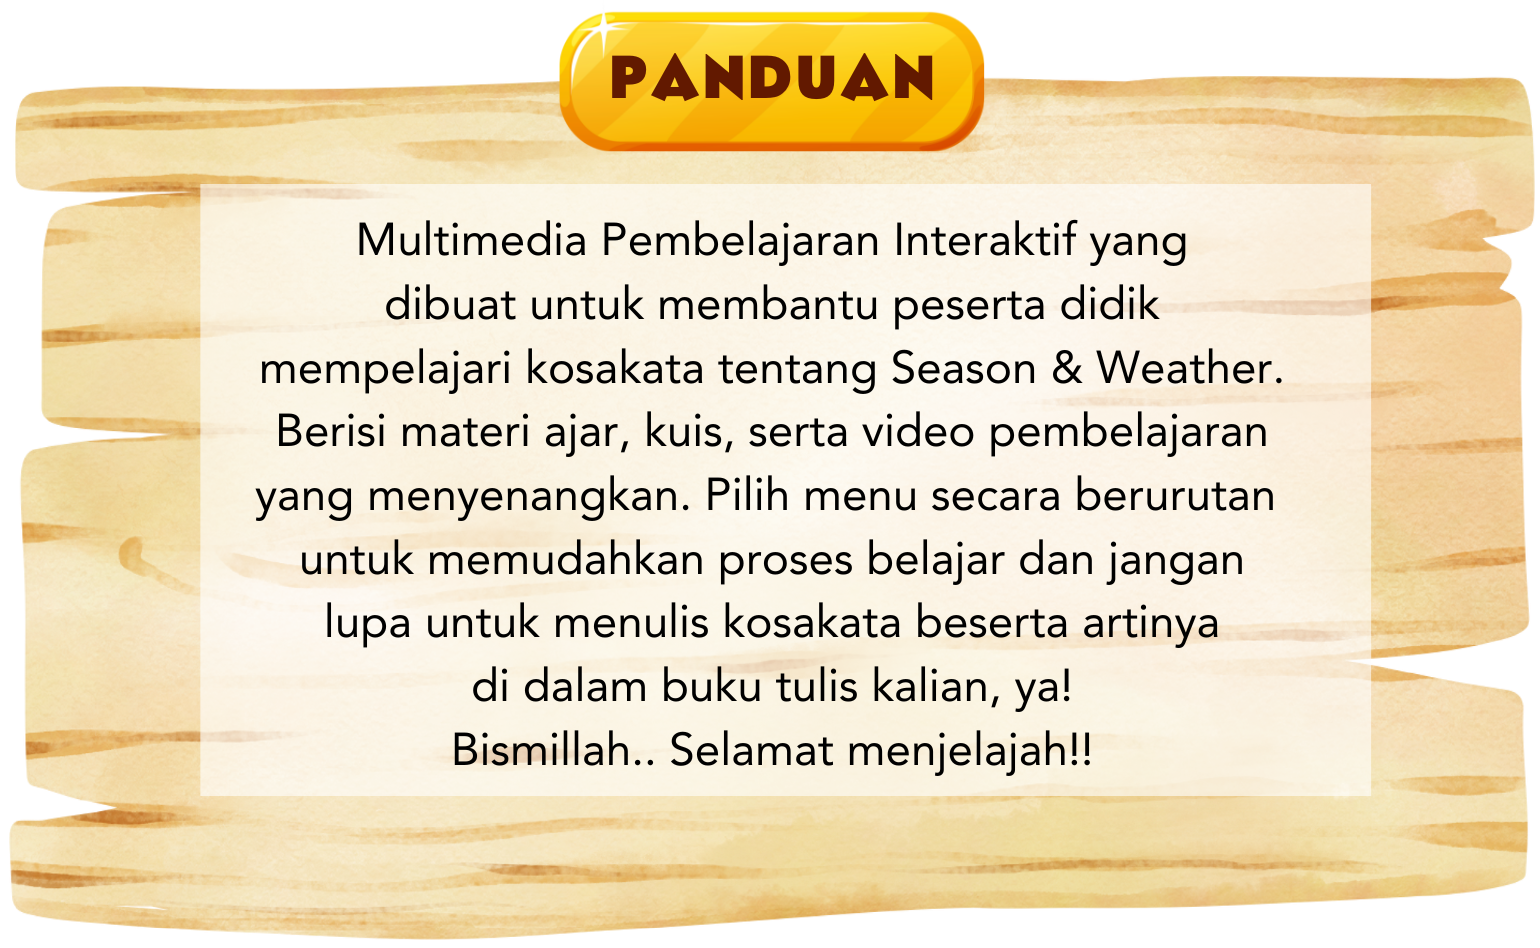 PANDUAN
Multimedia Pembelajaran Interaktif yang
dibuat untuk membantu peserta didik
mempelajari kosakata tentang Season & Weather.
Berisi materi ajar, kuis, serta video pembelajaran
yang menyenangkan. Pilih menu secara berurutan
untuk memudahkan proses belajar dan jangan
lupa untuk menulis kosakata beserta artinya
di dalam buku tulis kalian, ya!
Bismillah.. Selamat menjelajah!!